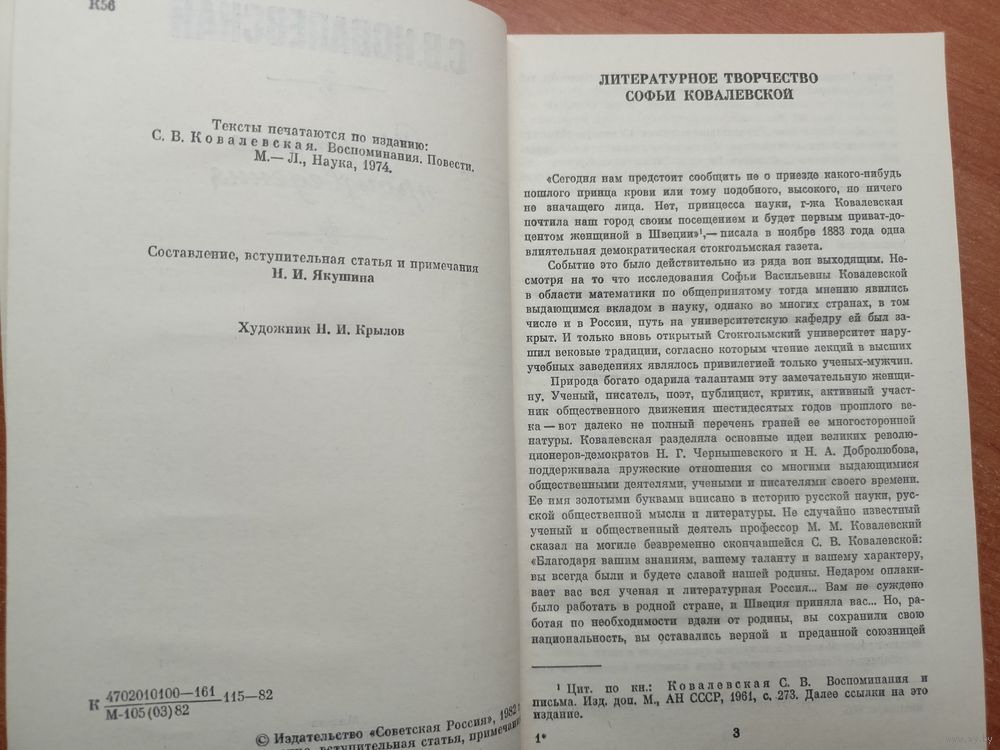 К56
Тексты печатаются по изданию:
С. В. Ковалевская. Воспоминания. Повести.
М.— Л., Наука, 1974.
Составление, вступительная статья и примечания
Н. И. Якушина
Художник Н. И. Крылов
К 4702010100—161 115—82
М-105(03)82
© Издательство «Советская Россия», 1982 г.
вступительная статья, примечания
ЛИТЕРАТУРНОЕ ТВОРЧЕСТВО
СОФЬИ КОВАЛЕВСКОЙ
«Сегодня нам предстоит сообщить не о приезде какого-нибудь
пошлого принца крови или тому подобного, высокого, но ничего
не значащего лица. Нет, принцесса науки, г-жа Ковалевская
почтила наш город своим посещением и будет первым приват-до-
центом женщиной в Швеции»¹,— писала в ноябре 1883 года одна
влиятельная демократическая стокгольмская газета.
Событие это было действительно из ряда вон выходящим. Не-
смотря на то что исследования Софьи Васильевны Ковалевской
в области математики по общепринятому тогда мнению явились
выдающимся вкладом в науку, однако во многих странах, в том
числе и в России, путь на университетскую кафедру ей был за-
крыт. И только вновь открытый Стокгольмский университет нару-
шил вековые традиции, согласно которым чтение лекций в высших
учебных заведениях являлось привилегией только ученых-мужчин.
Природа богато одарила талантами эту замечательную женщи-
ну. Ученый, писатель, поэт, публицист, критик, активный участ-
ник общественного движения шестидесятых годов прошлого ве-
ка — вот далеко не полный перечень граней ее многосторонней
натуры. Ковалевская разделяла основные идеи великих револю-
ционеров-демократов Н. Г. Чернышевского и Н. А. Добролюбова,
поддерживала дружеские отношения со многими выдающимися
общественными деятелями, учеными и писателями своего времени.
Ее имя золотыми буквами вписано в историю русской науки, рус-
ской общественной мысли и литературы. Не случайно известный
ученый и общественный деятель профессор М. М. Ковалевский
сказал на могиле безвременно скончавшейся С. В. Ковалевской:
«Благодаря вашим знаниям, вашему таланту и вашему характеру,
вы всегда были и будете славой нашей родины. Недаром оплаки-
вает вас вся ученая и литературная Россия... Вам не суждено
было работать в родной стране, и Швеция приняла вас... Но, ра-
ботая по необходимости вдали от родины, вы сохранили свою
национальность, вы оставались верной и преданной союзницей
¹ Цит. по кн.: Ковалевская С. В. Воспоминания и
письма. Изд. доп. М., АН СССР, 1961, с. 273. Далее ссылки на это
издание.
1*
3